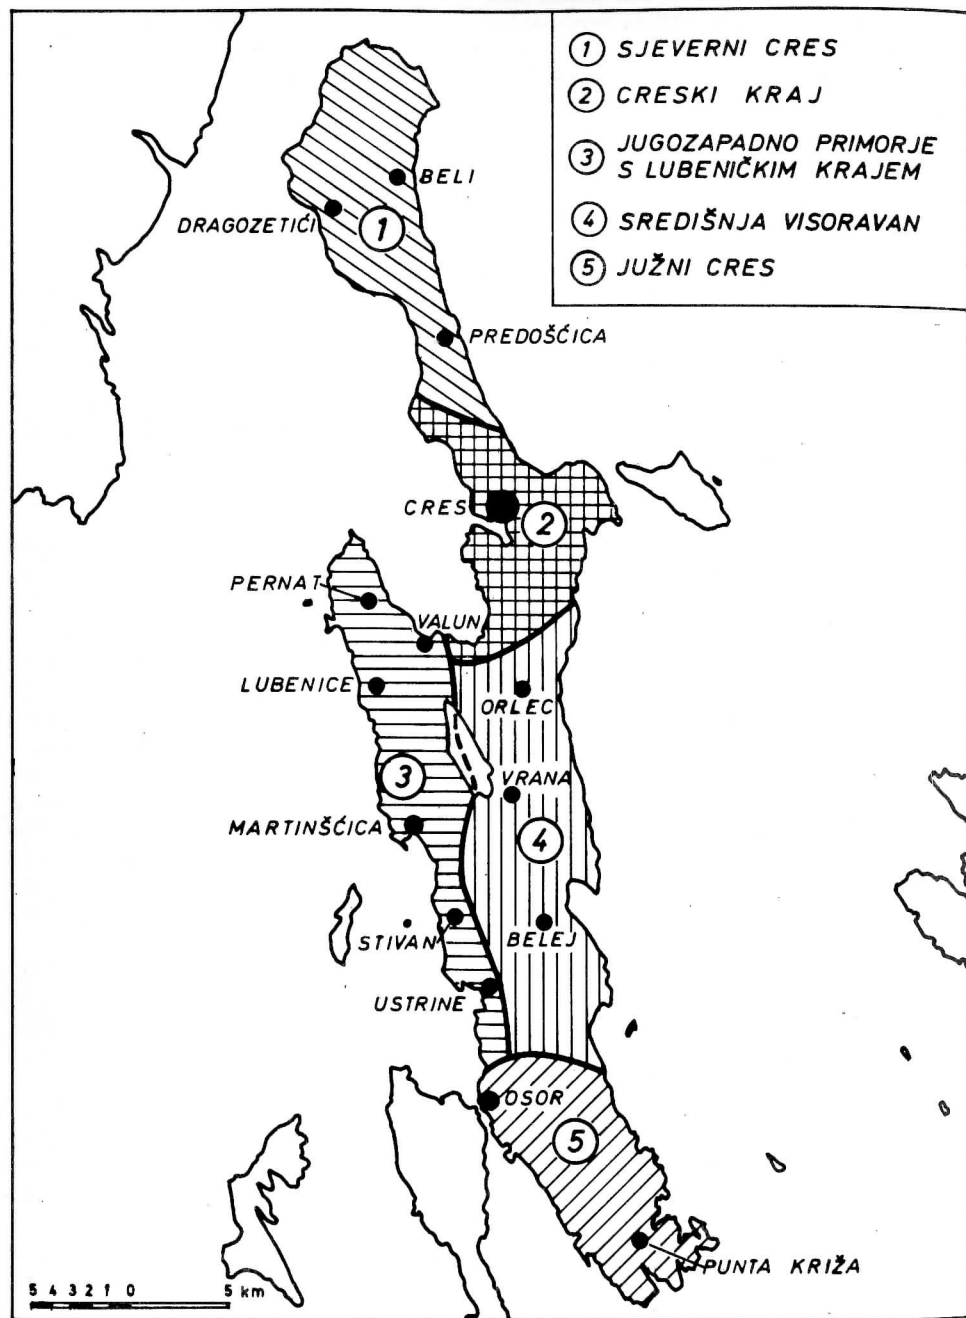 1 SJEVERNI CRES
2 CRESKI KRAJ
3 JUGOZAPADNO PRIMORJE
S LUBENIČKIM KRAJEM
4 SREDIŠNJA VISORAVAN
5 JUŽNI CRES
BELI
DRAGOZETIĆI
1
PREDOŠĆICA
CRES
2
PERNAT
VALUN
LUBENICE
ORLEC
3
VRANA
MARTINŠĆICA
4
STIVAN
BELEJ
USTRINE
OSOR
5
PUNTA KRIŽA
5 4 3 2 1 0 5 km